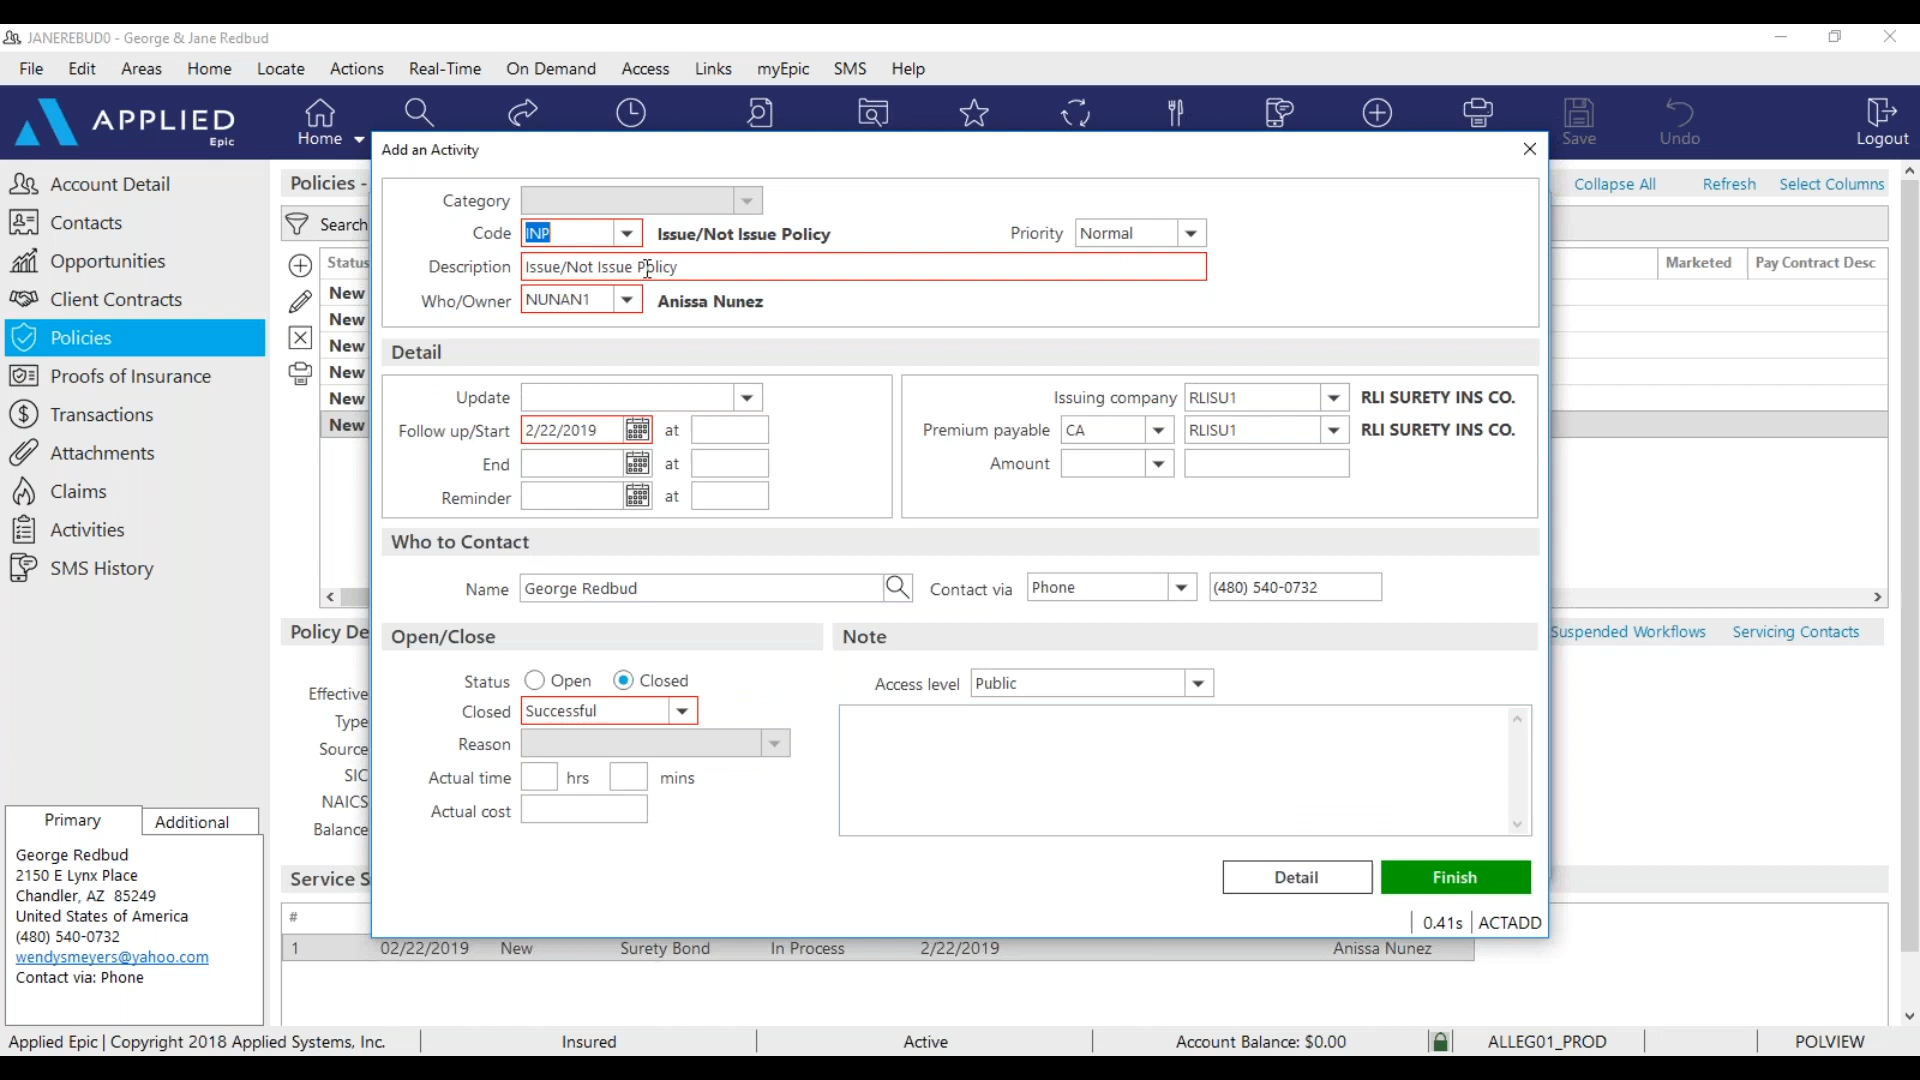 JANEREBUD0 - George & Jane Redbud
File Edit Areas Home Locate Actions Real-Time On Demand Access Links myEpic SMS Help
APPLIED
Epic
Home
Save
Undo
Logout
Account Detail
Contacts
Opportunities
Client Contracts
Policies
Proofs of Insurance
Transactions
Attachments
Claims
Activities
SMS History
Primary
Additional
George Redbud
2150 E Lynx Place
Chandler, AZ 85249
United States of America
(480) 540-0732
wendysmeyers@yahoo.com
Contact via: Phone
Policies -
Collapse All Refresh Select Columns
Search
Status
Marketed Pay Contract Desc
New
New
New
New
New
New
Policy De
Suspended Workflows Servicing Contacts
Effective
Type
Source
SIC
NAICS
Balance
Service S
#
1 02/22/2019 New Surety Bond In Process 2/22/2019 Anissa Nunez
Add an Activity
Category
Code INP Issue/Not Issue Policy Priority Normal
Description Issue/Not Issue Policy
Who/Owner NUNAN1 Anissa Nunez
Detail
Update
Follow up/Start 2/22/2019 at
End at
Reminder at
Issuing company RLISU1 RLI SURETY INS CO.
Premium payable CA RLISU1 RLI SURETY INS CO.
Amount
Who to Contact
Name George Redbud Contact via Phone (480) 540-0732
Open/Close
Status Open Closed
Closed Successful
Reason
Actual time hrs mins
Actual cost
Note
Access level Public
Detail Finish
0.41s ACTADD
Applied Epic | Copyright 2018 Applied Systems, Inc. Insured Active Account Balance: $0.00 ALLEG01_PROD POLVIEW